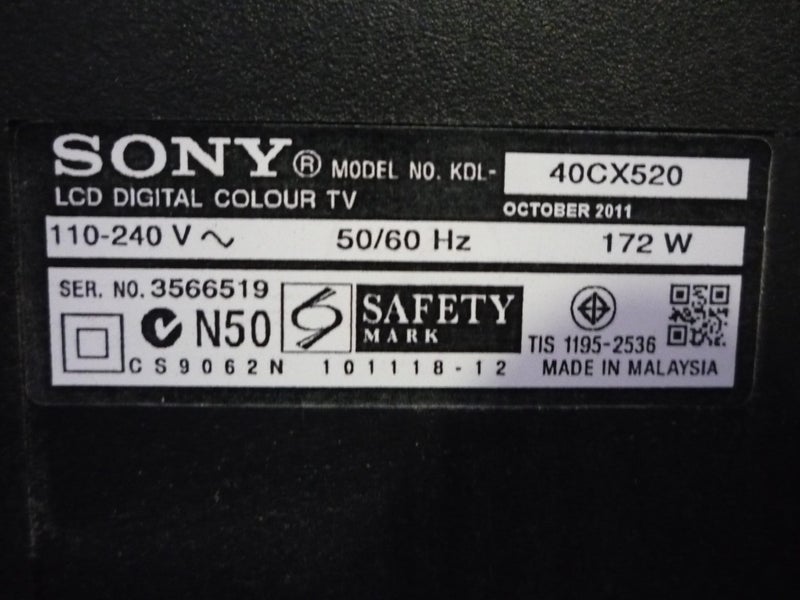 SONY® MODEL NO. KDL- 40CX520
LCD DIGITAL COLOUR TV OCTOBER 2011
110-240 V ~ 50/60 Hz 172 W
SER. NO. 3566519
N50 SAFETY
MARK
TIS 1195-2536
CS9062N 101118-12 MADE IN MALAYSIA